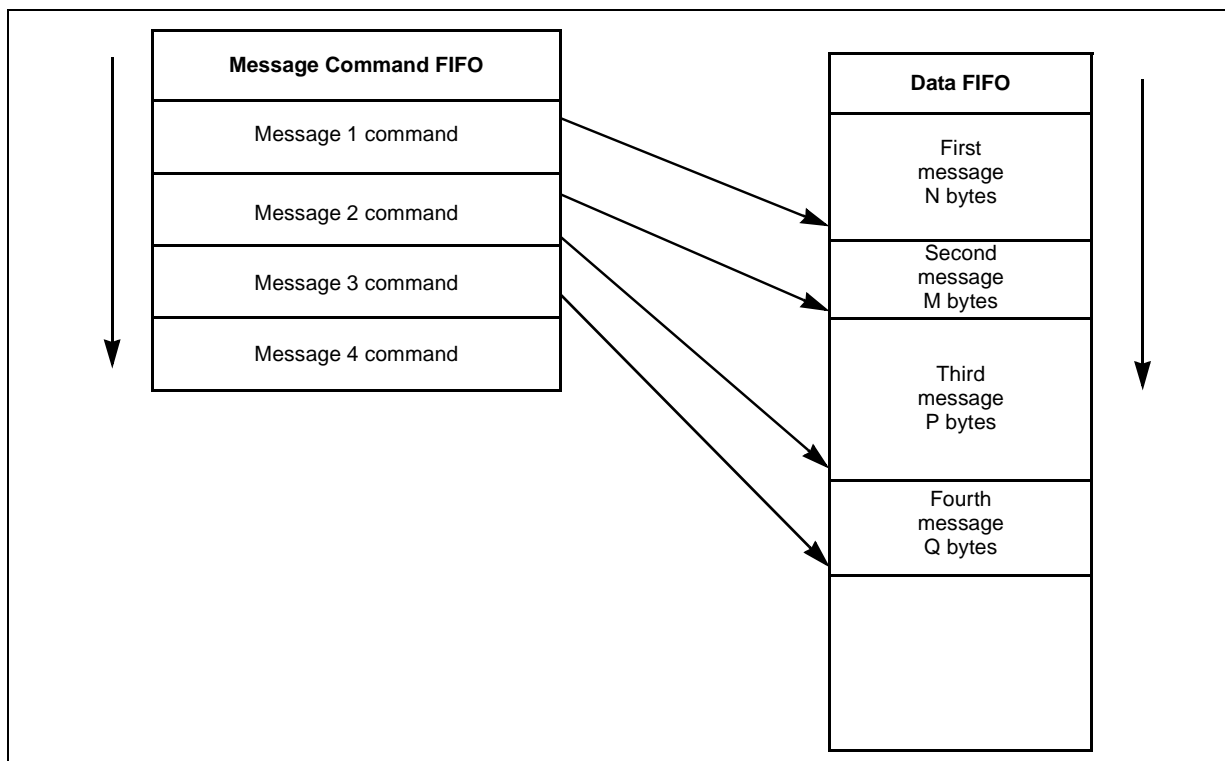 Message Command FIFO
Message 1 command
Message 2 command
Message 3 command
Message 4 command
Data FIFO
First
message
N bytes
Second
message
M bytes
Third
message
P bytes
Fourth
message
Q bytes